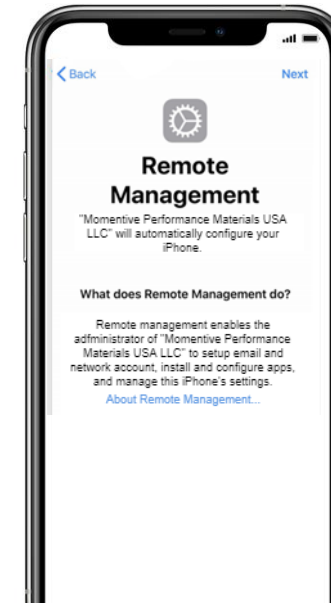 Back Next
Remote
Management
"Momentive Performance Materials USA
LLC" will automatically configure your
iPhone.
What does Remote Management do?
Remote management enables the
adfministrator of "Momentive Performance
Materials USA LLC" to setup email and
network account, install and configure apps,
and manage this iPhone's settings.
About Remote Management...